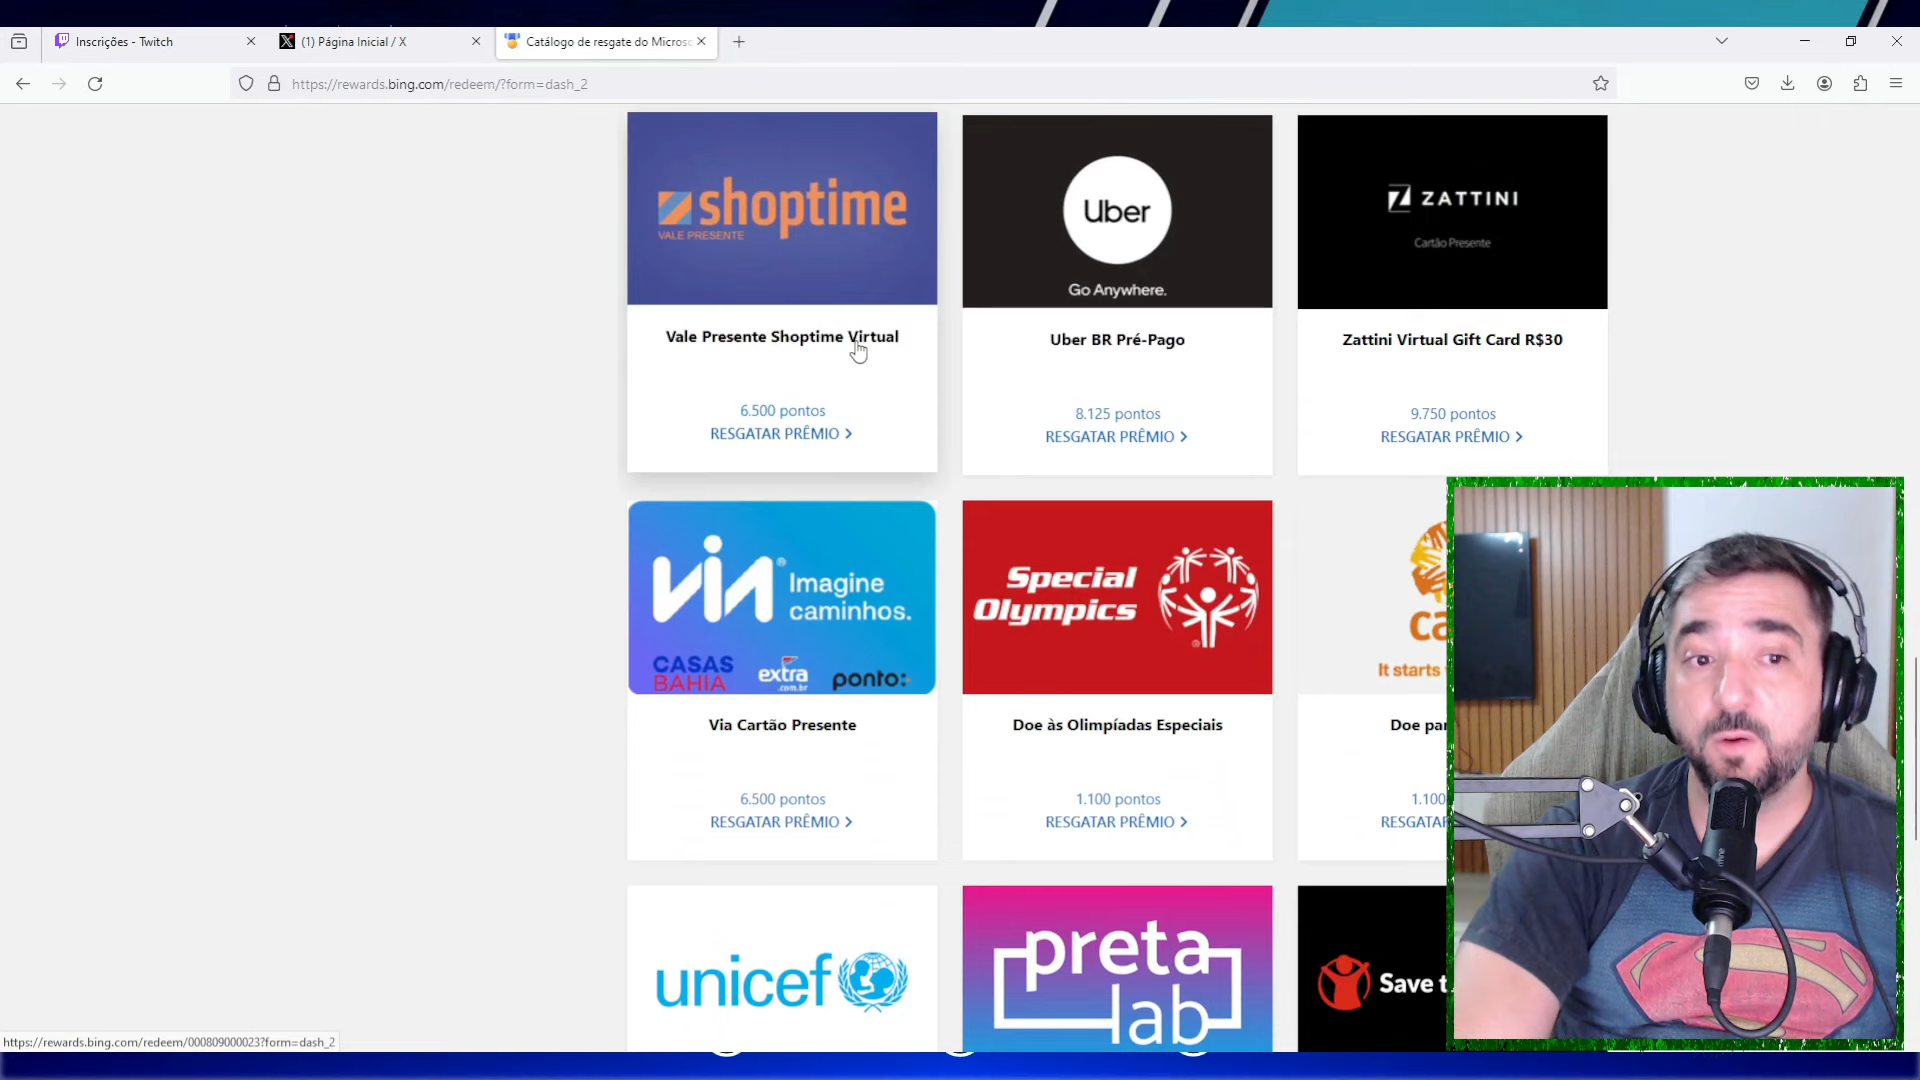 Inscrições - Twitch
(1) Página Inicial / X
Catálogo de resgate do Microso
https://rewards.bing.com/redeem/?form=dash_2
shoptime
VALE PRESENTE
Uber
Go Anywhere.
ZATTINI
Cartão Presente
Vale Presente Shoptime Virtual
Uber BR Pré-Pago
Zattini Virtual Gift Card R$30
6.500 pontos
8.125 pontos
9.750 pontos
RESGATAR PRÊMIO
RESGATAR PRÊMIO
RESGATAR PRÊMIO
via® Imagine
caminhos.
CASAS
BAHIA
extra
.com.br
ponto:
Special
Olympics
ca
It starts
Via Cartão Presente
Doe às Olimpíadas Especiais
Doe par
6.500 pontos
1.100 pontos
1.100
RESGATAR PRÊMIO
RESGATAR PRÊMIO
RESGATAR
unicef
preta
lab
Save t
https://rewards.bing.com/redeem/000809000023?form=dash_2